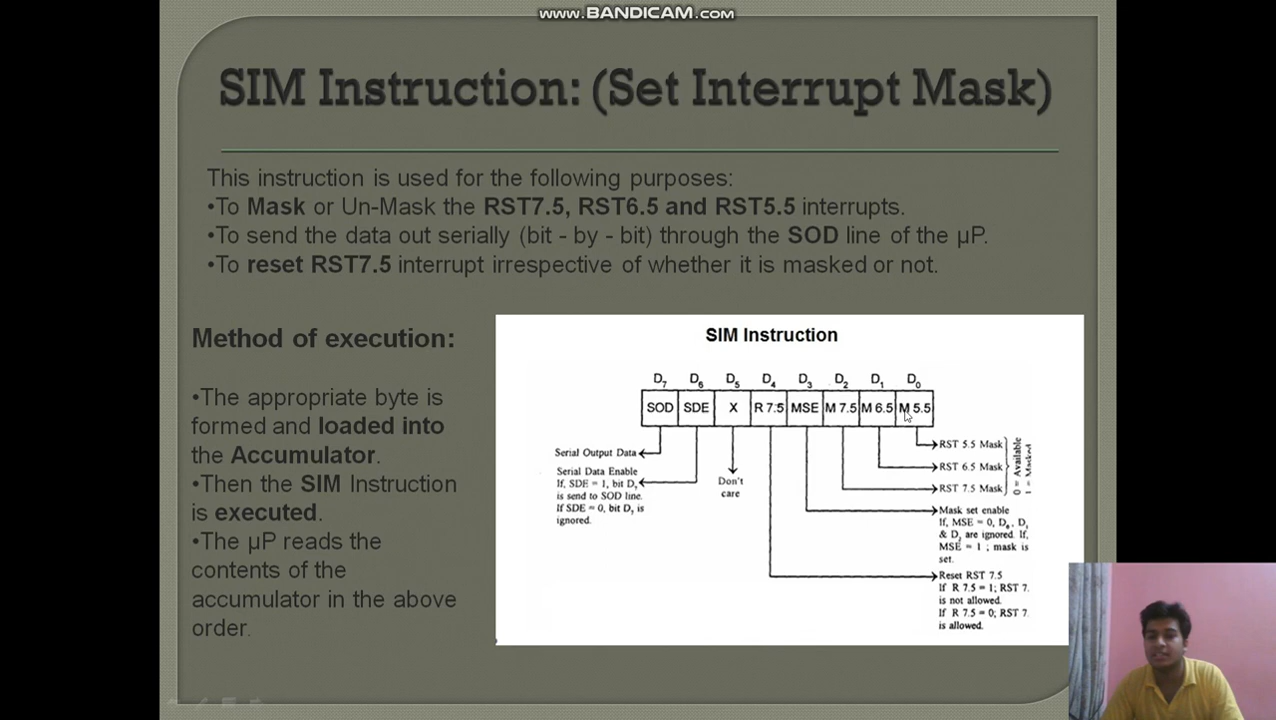 www.BANDICAM.com
SIM Instruction: (Set Interrupt Mask)
This instruction is used for the following purposes:
•To Mask or Un-Mask the RST7.5, RST6.5 and RST5.5 interrupts.
•To send the data out serially (bit - by - bit) through the SOD line of the µP.
•To reset RST7.5 interrupt irrespective of whether it is masked or not.
Method of execution:
•The appropriate byte is
formed and loaded into
the Accumulator.
•Then the SIM Instruction
is executed.
•The µP reads the
contents of the
accumulator in the above
order.
SIM Instruction
D7 D6 D5 D4 D3 D2 D1 D0
SOD SDE X R 7.5 MSE M 7.5 M 6.5 M 5.5
Serial Output Data
Serial Data Enable
If, SDE = 1, bit D,
is send to SOD line.
If SDE = 0, bit D, is
ignored.
Don't
care
RST 5.5 Mask
RST 6.5 Mask
RST 7.5 Mask
0 = Available
1 = Masked
Mask set enable
If, MSE = 0, D0, D,
& D, are ignored. If,
MSE = 1 ; mask is
set.
Reset RST 7.5
If R 7.5 = 1; RST 7.
is not allowed.
If R 7.5 = 0; RST 7
is allowed.